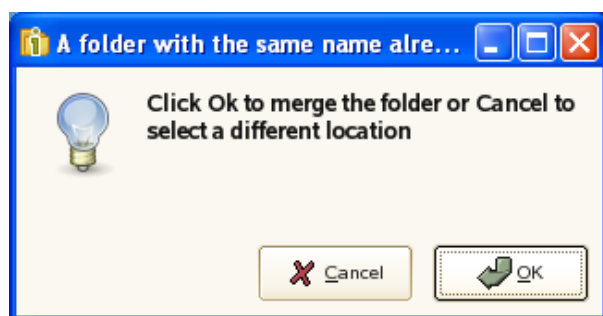 A folder with the same name alre...
Click Ok to merge the folder or Cancel to
select a different location
Cancel
OK